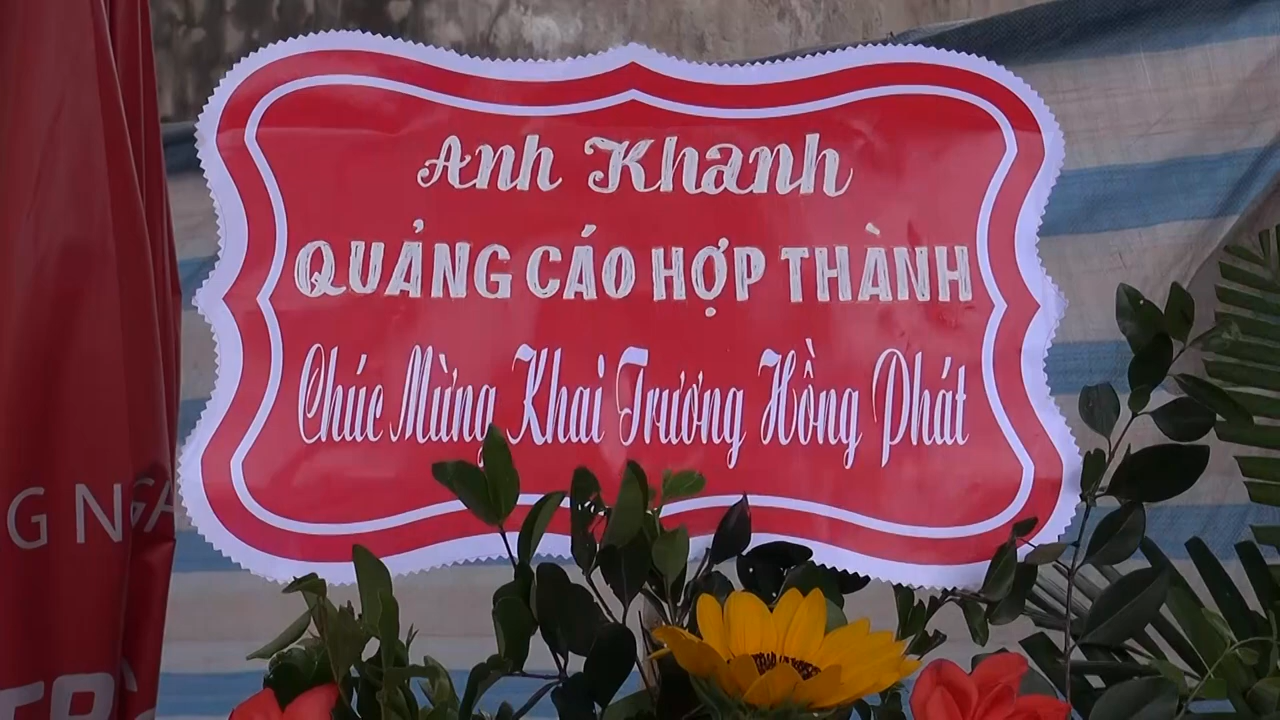 Anh Khanh
QUẢNG CÁO HỢP THÀNH
Chúc Mừng Khai Trương Hồng Phát